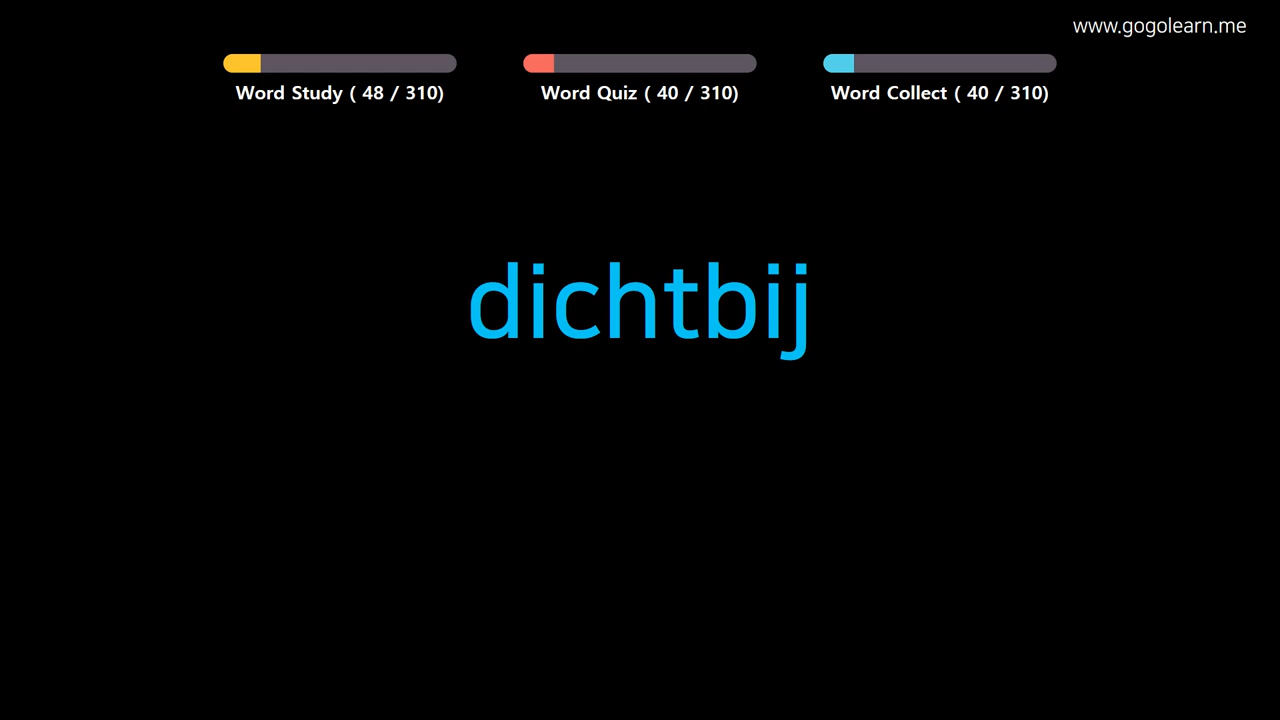 www.gogolearn.me
Word Study ( 48 / 310)
Word Quiz ( 40 / 310)
Word Collect ( 40 / 310)
dichtbij